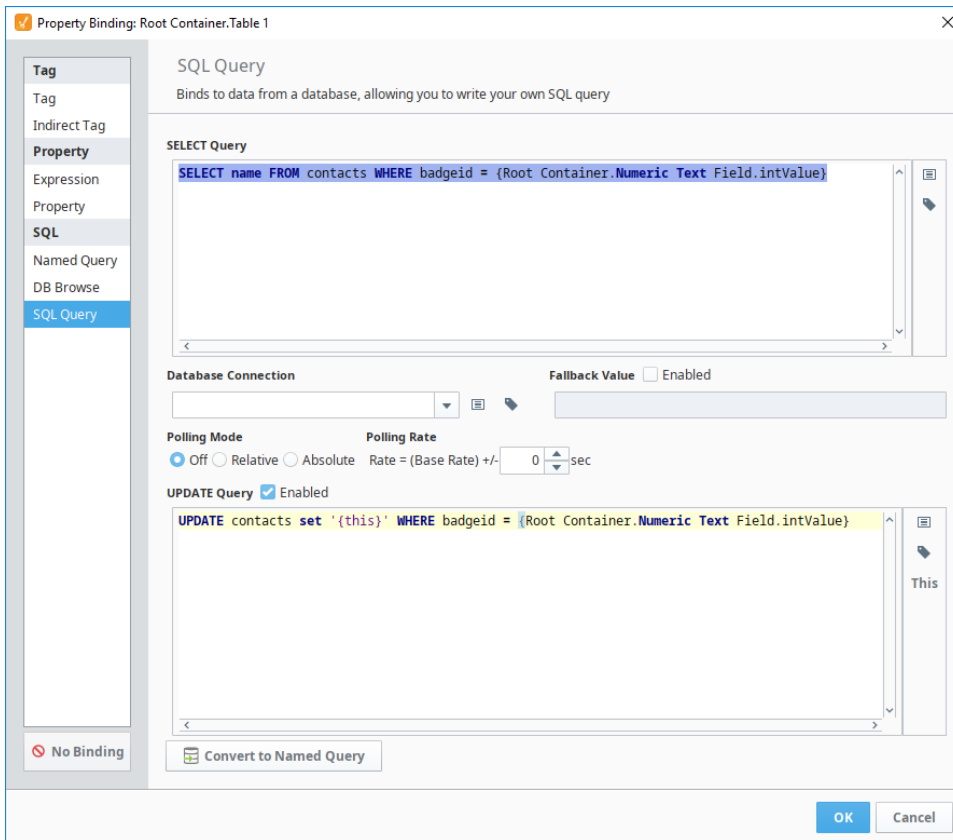 Property Binding: Root Container.Table 1
Tag
Tag
Indirect Tag
Property
Expression
Property
SQL
Named Query
DB Browse
SQL Query
No Binding
SQL Query
Binds to data from a database, allowing you to write your own SQL query
SELECT Query
SELECT name FROM contacts WHERE badgeid = {Root Container.Numeric Text Field.intValue}
Database Connection
Fallback Value Enabled
Polling Mode Polling Rate
Off Relative Absolute Rate = (Base Rate) +/- 0 sec
UPDATE Query Enabled
UPDATE contacts set '{this}' WHERE badgeid = {Root Container.Numeric Text Field.intValue}
This
Convert to Named Query
OK Cancel